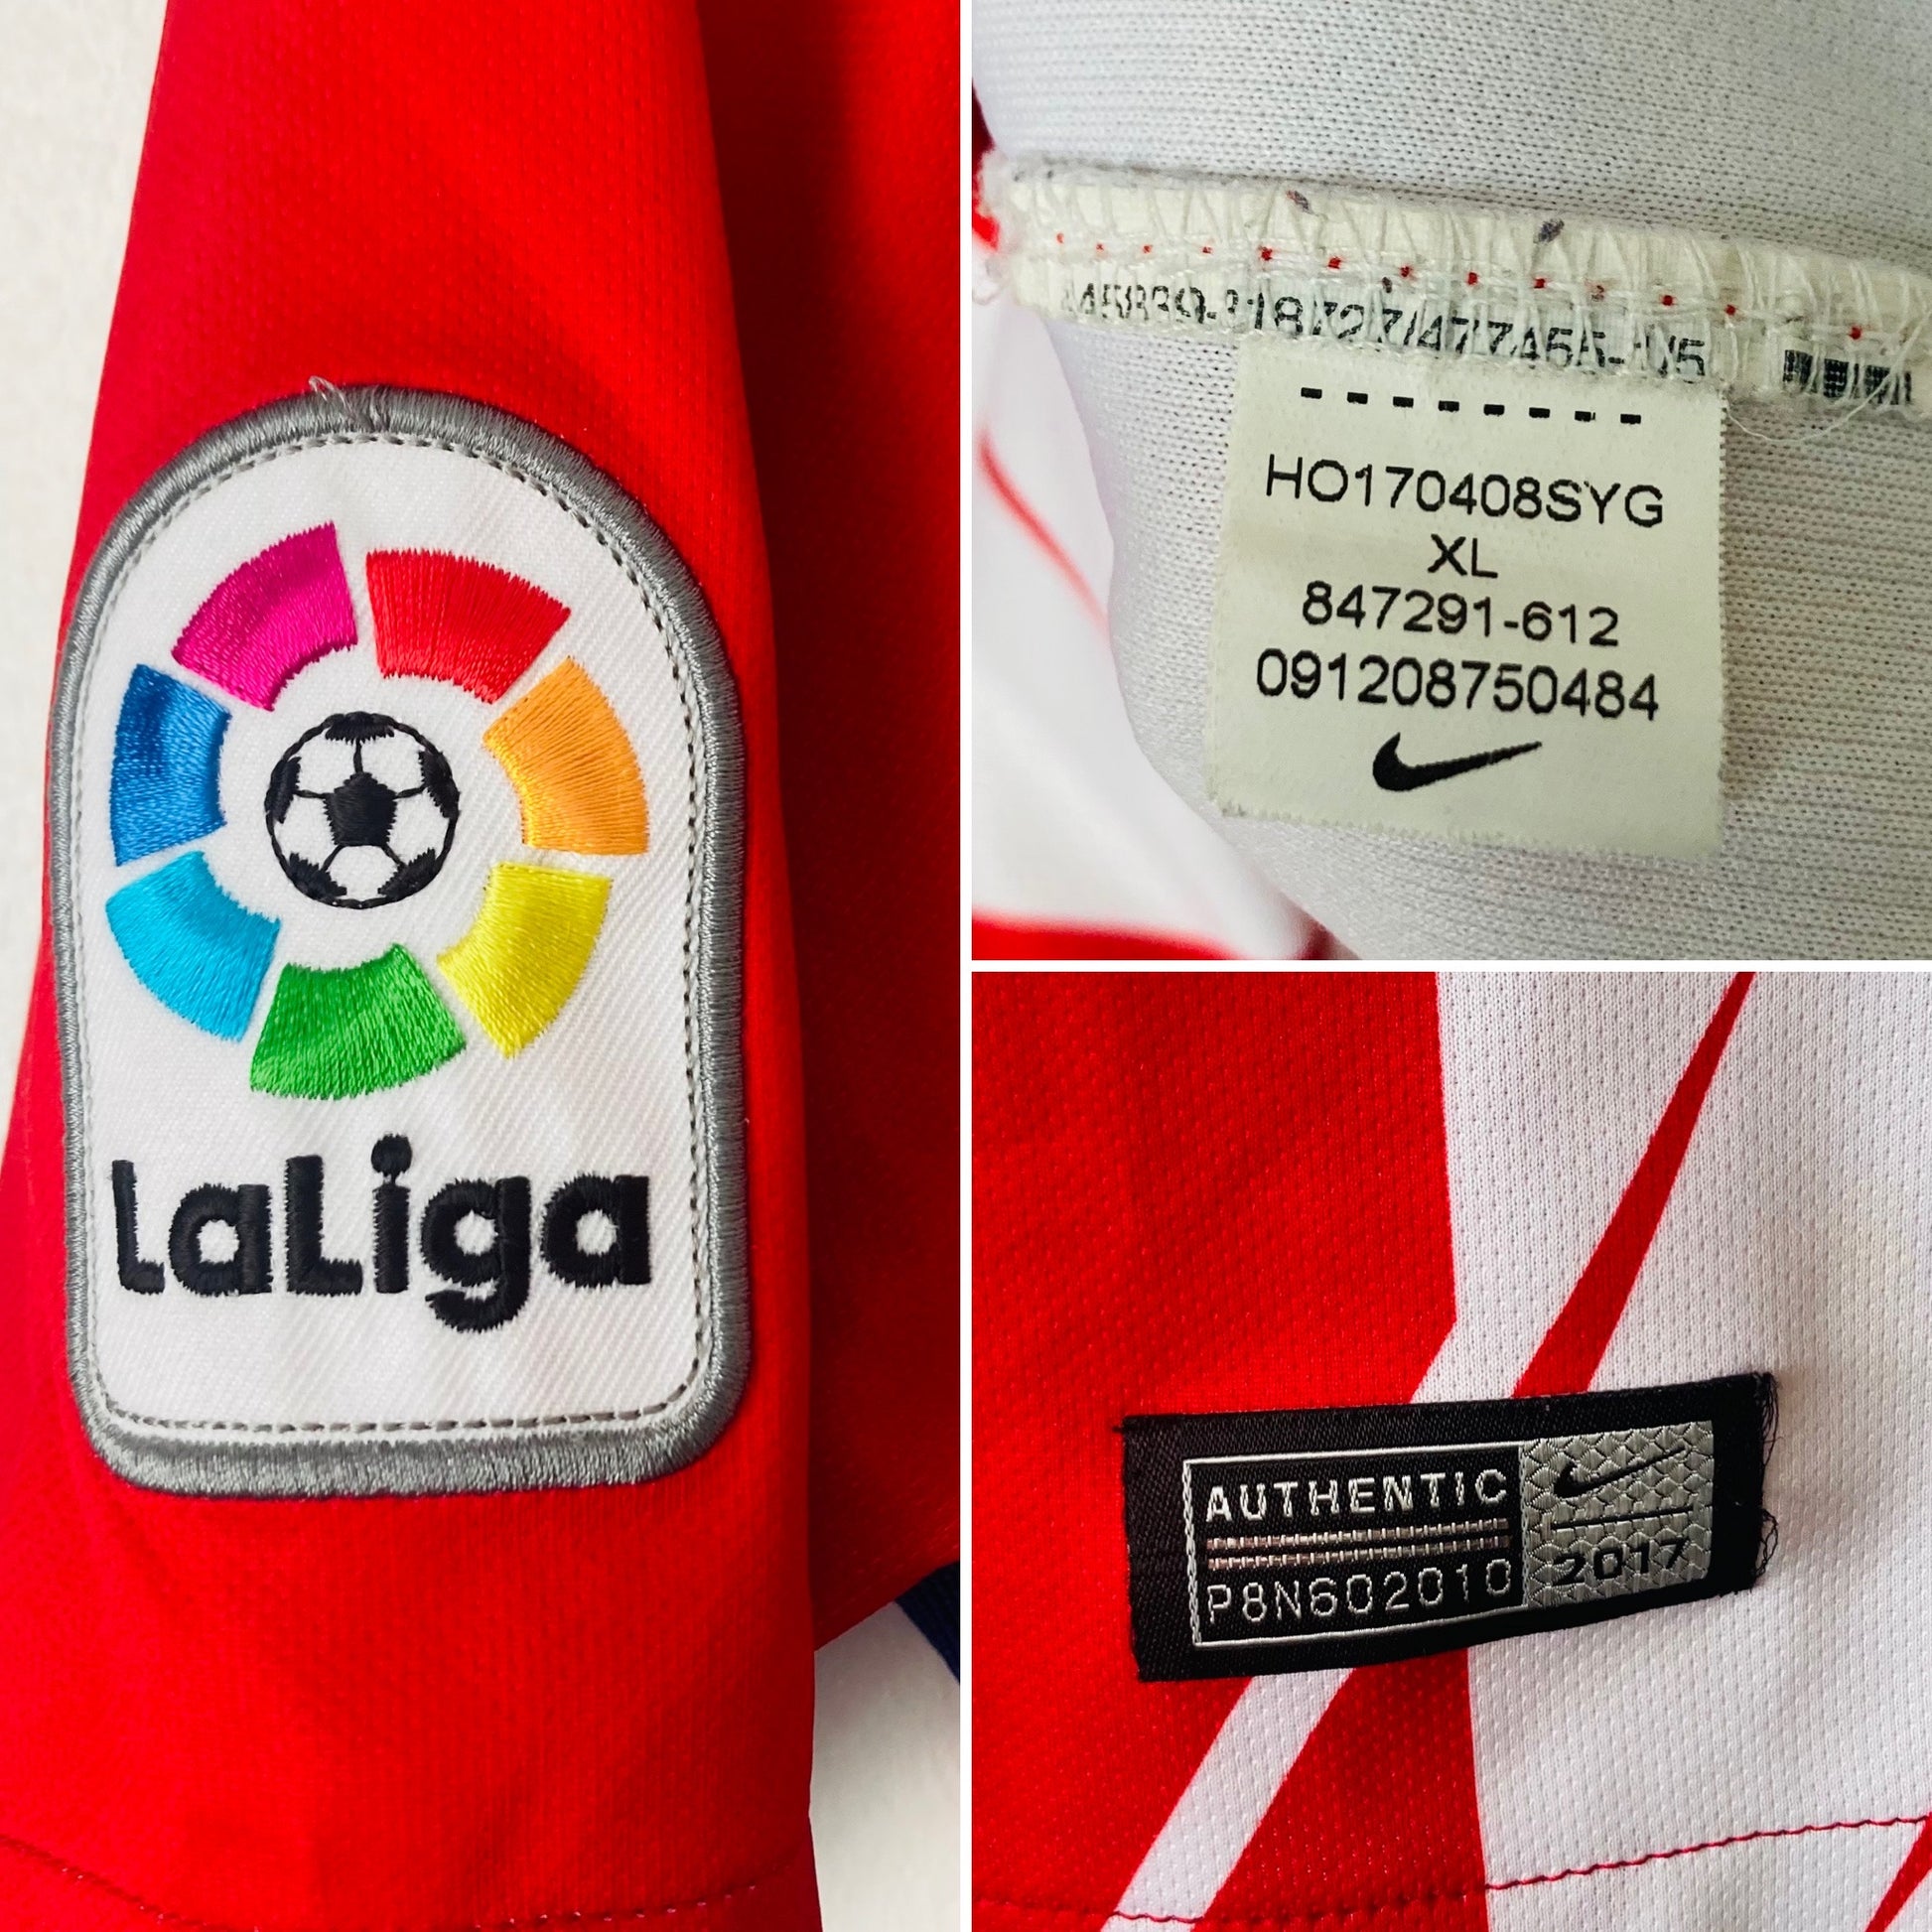 LaLiga
HO170408SYG
XL
847291-612
091208750484
AUTHENTIC
P8N602010
2017